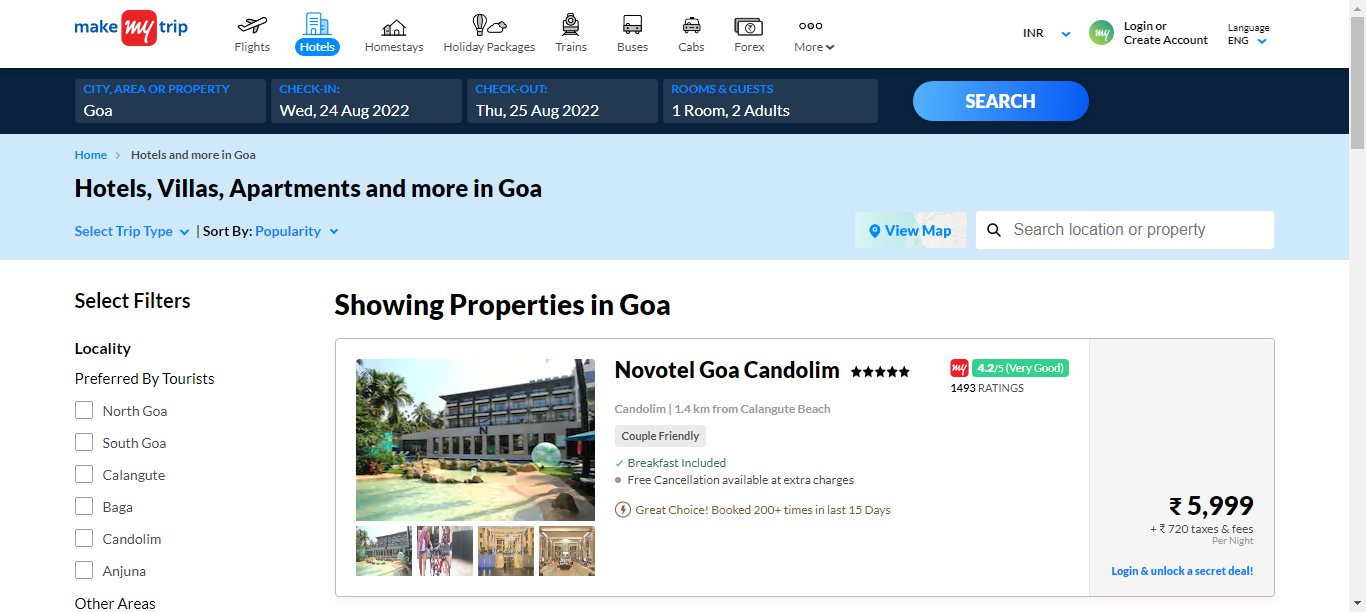 make my trip
Flights
Hotels
Homestays
Holiday Packages
Trains
Buses
Cabs
Forex
More
INR
my
Login or
Create Account
Language
ENG
CITY, AREA OR PROPERTY
Goa
CHECK-IN:
Wed, 24 Aug 2022
CHECK-OUT:
Thu, 25 Aug 2022
ROOMS & GUESTS
1 Room, 2 Adults
SEARCH
Home > Hotels and more in Goa
Hotels, Villas, Apartments and more in Goa
Select Trip Type | Sort By: Popularity
View Map
Search location or property
Select Filters
Locality
Preferred By Tourists
North Goa
South Goa
Calangute
Baga
Candolim
Anjuna
Other Areas
Showing Properties in Goa
Novotel Goa Candolim ★★★★★
my 4.2/5 (Very Good)
1493 RATINGS
Candolim | 1.4 km from Calangute Beach
Couple Friendly
✓ Breakfast Included
● Free Cancellation available at extra charges
Great Choice! Booked 200+ times in last 15 Days
₹ 5,999
+ ₹ 720 taxes & fees
Per Night
Login & unlock a secret deal!